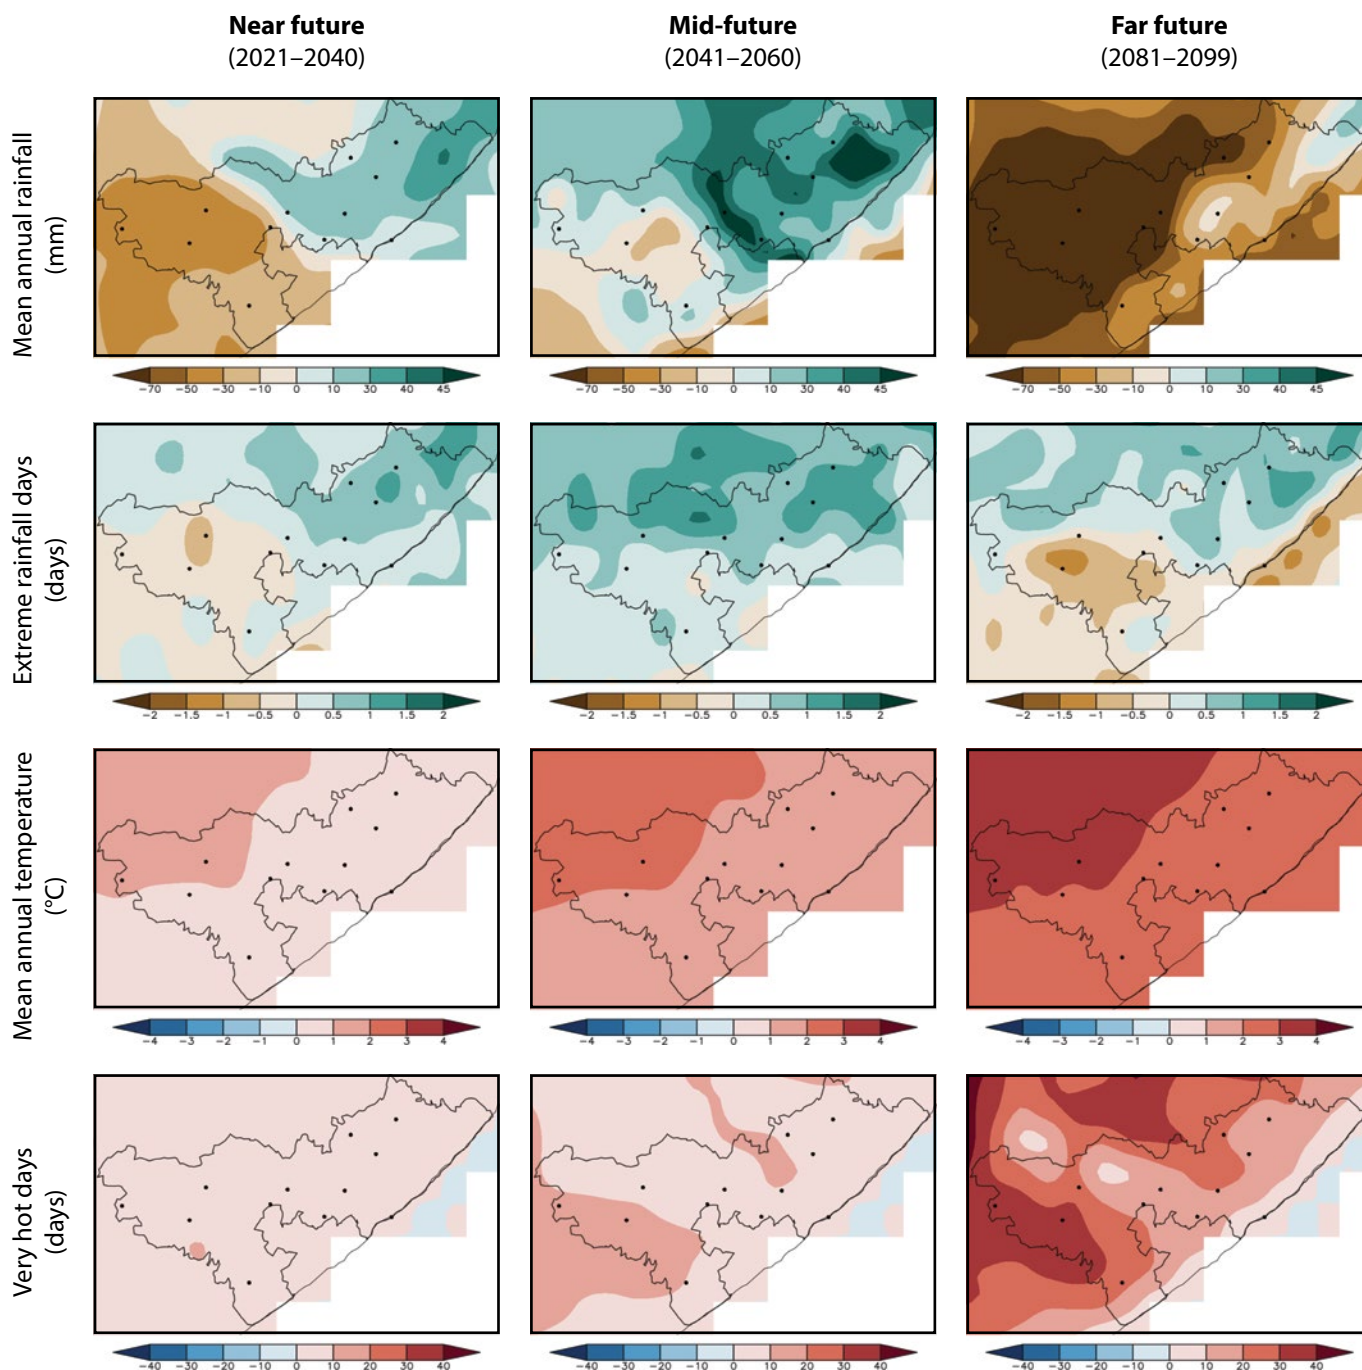 Near future
(2021–2040)
Mid-future
(2041–2060)
Far future
(2081–2099)
Mean annual rainfall
(mm)
−70 −50 −30 −10 0 10 30 40 45
−70 −50 −30 −10 0 10 30 40 45
−70 −50 −30 −10 0 10 30 40 45
Extreme rainfall days
(days)
−2 −1.5 −1 −0.5 0 0.5 1 1.5 2
−2 −1.5 −1 −0.5 0 0.5 1 1.5 2
−2 −1.5 −1 −0.5 0 0.5 1 1.5 2
Mean annual temperature
(°C)
−4 −3 −2 −1 0 1 2 3 4
−4 −3 −2 −1 0 1 2 3 4
−4 −3 −2 −1 0 1 2 3 4
Very hot days
(days)
−40 −30 −20 −10 0 10 20 30 40
−40 −30 −20 −10 0 10 20 30 40
−40 −30 −20 −10 0 10 20 30 40